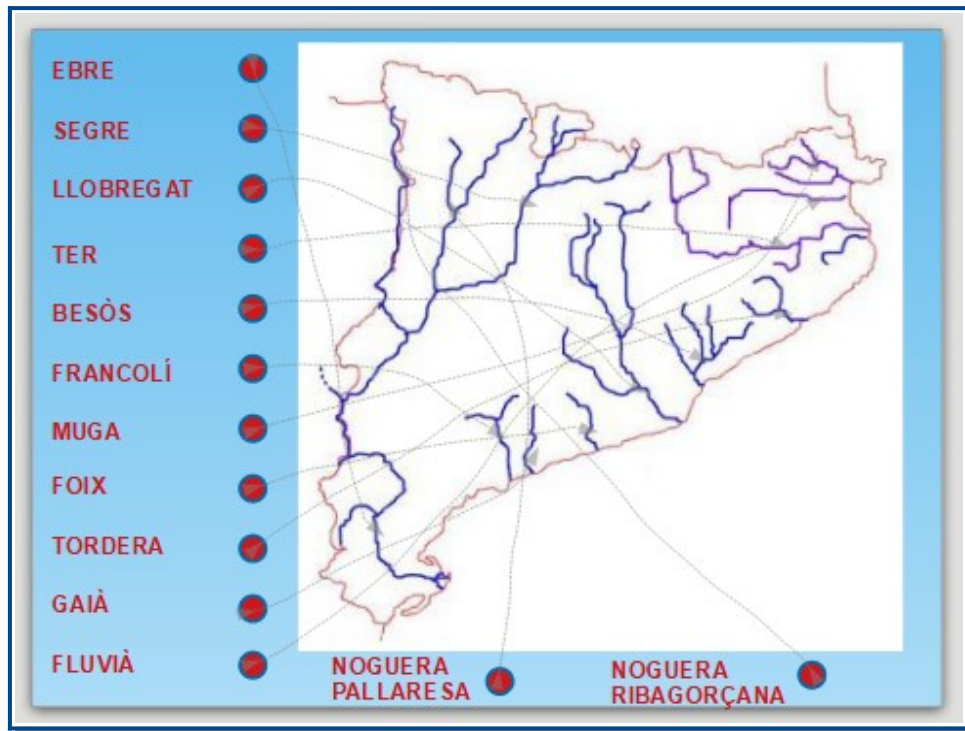 EBRE
SEGRE
LLOBREGAT
TER
BESÒS
FRANCOLÍ
MUGA
FOIX
TORDERA
GAIÀ
FLUVIÀ
NOGUERA
PALLARESA
NOGUERA
RIBAGORÇANA